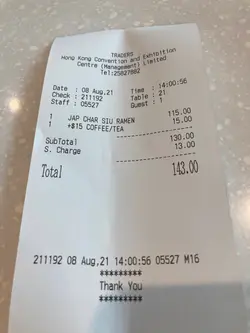 TRADERS
Hong Kong Convention and Exhibition
Centre (Management) Limited
Tel:25827802
Date : 08 Aug,21 Time : 14:00:56
Check : 211192 Table : 21
Staff : 05527 Guest : 1
1 JAP CHAR SIU RAMEN 115.00
1 +$15 COFFEE/TEA 15.00
SubTotal 130.00
S. Charge 13.00
Total 143.00
211192 08 Aug,21 14:00:56 05527 M16
*********
Thank You
*********